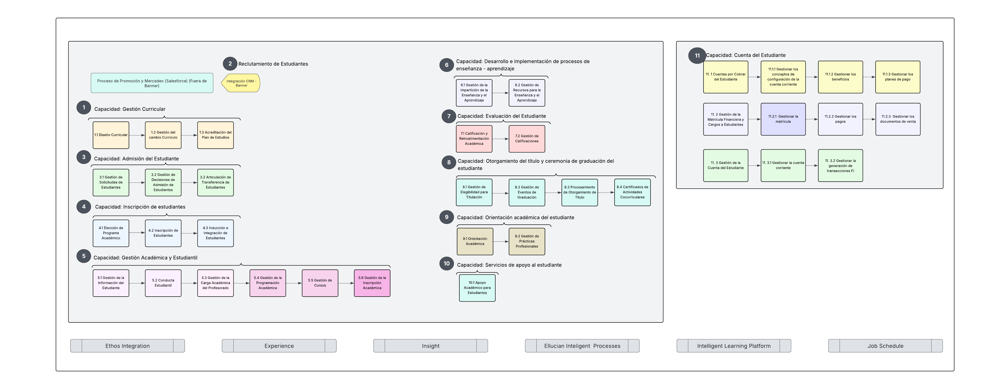 2
Reclutamiento de Estudiantes
Proceso de Promoción y Mercadeo (Salesforce) (Fuera de
Banner)
Integración CRM -
Banner
1
Capacidad: Gestión Curricular
1.1 Diseño Curricular
1.2 Gestión del
cambio Curriculo
1.3 Acreditación del
Plan de Estudios
3
Capacidad: Admisión del Estudiante
3.1 Gestión de
Solicitudes de
Estudiantes
3.2 Gestión de
Decisiones de
Admisión de
Estudiantes
3.2 Articulación de
Transferencia de
Estudiantes
4
Capacidad: Inscripción de estudiantes
4.1 Elección de
Programa
Académico
4.2 Inscripción de
Estudiantes
4.3 Inducción e
Integración de
Estudiantes
5
Capacidad: Gestión Académica y Estudiantil
5.1 Gestión de la
Información del
Estudiante
5.2 Conducta
Estudiantil
5.3 Gestión de la
Carga Académica
del Profesorado
5.4 Gestión de la
Programación
Académica
5.5 Gestión de
Cursos
5.6 Gestión de la
Inscripción
Académica
6
Capacidad: Desarrollo e implementación de procesos de
enseñanza - aprendizaje
6.1 Gestión de la
Impartición de la
Enseñanza y el
Aprendizaje
6.2 Gestión de
Recursos para la
Enseñanza y el
Aprendizaje
7
Capacidad: Evaluación del Estudiante
7.1 Calificación y
Retroalimentación
Académica
7.2 Gestión de
Calificaciones
8
Capacidad: Otorgamiento del título y ceremonia de graduación del
estudiante
8.1 Gestión de
Elegibilidad para
Titulación
8.2 Gestión de
Eventos de
Graduación
8.3 Procesamiento
de Otorgamiento de
Título
8.4 Certificados de
Actividades
Cocurriculares
9
Capacidad: Orientación académica del estudiante
9.1 Orientación
Académica
9.2 Gestión de
Prácticas
Profesionales
10
Capacidad: Servicios de apoyo al estudiante
10.1 Apoyo
Académico para
Estudiantes
11
Capacidad: Cuenta del Estudiante
11. 1 Cuentas por Cobrar
del Estudiante
11.1.1 Gestionar los
conceptos de
configuración de la
cuenta corriente
11.1.2 Gestionar los
beneficios
11.1.3 Gestionar los
planes de pago
11. 2 Gestión de la
Matrícula Financiera y
Cargos a Estudiantes
11.2.1  Gestionar la
matrícula
11.2.2 Gestionar los
pagos
11.2.3  Gestionar los
documentos de venta
11. 3 Gestión de la
Cuenta del Estudiante
11. 3.1 Gestionar la cuenta
corriente
11. 3.2 Gestionar la
generación de
transacciones FI
Ethos Integration
Experience
Insight
Ellucian Inteligent  Processes
Intelligent Learning Platform
Job Schedule